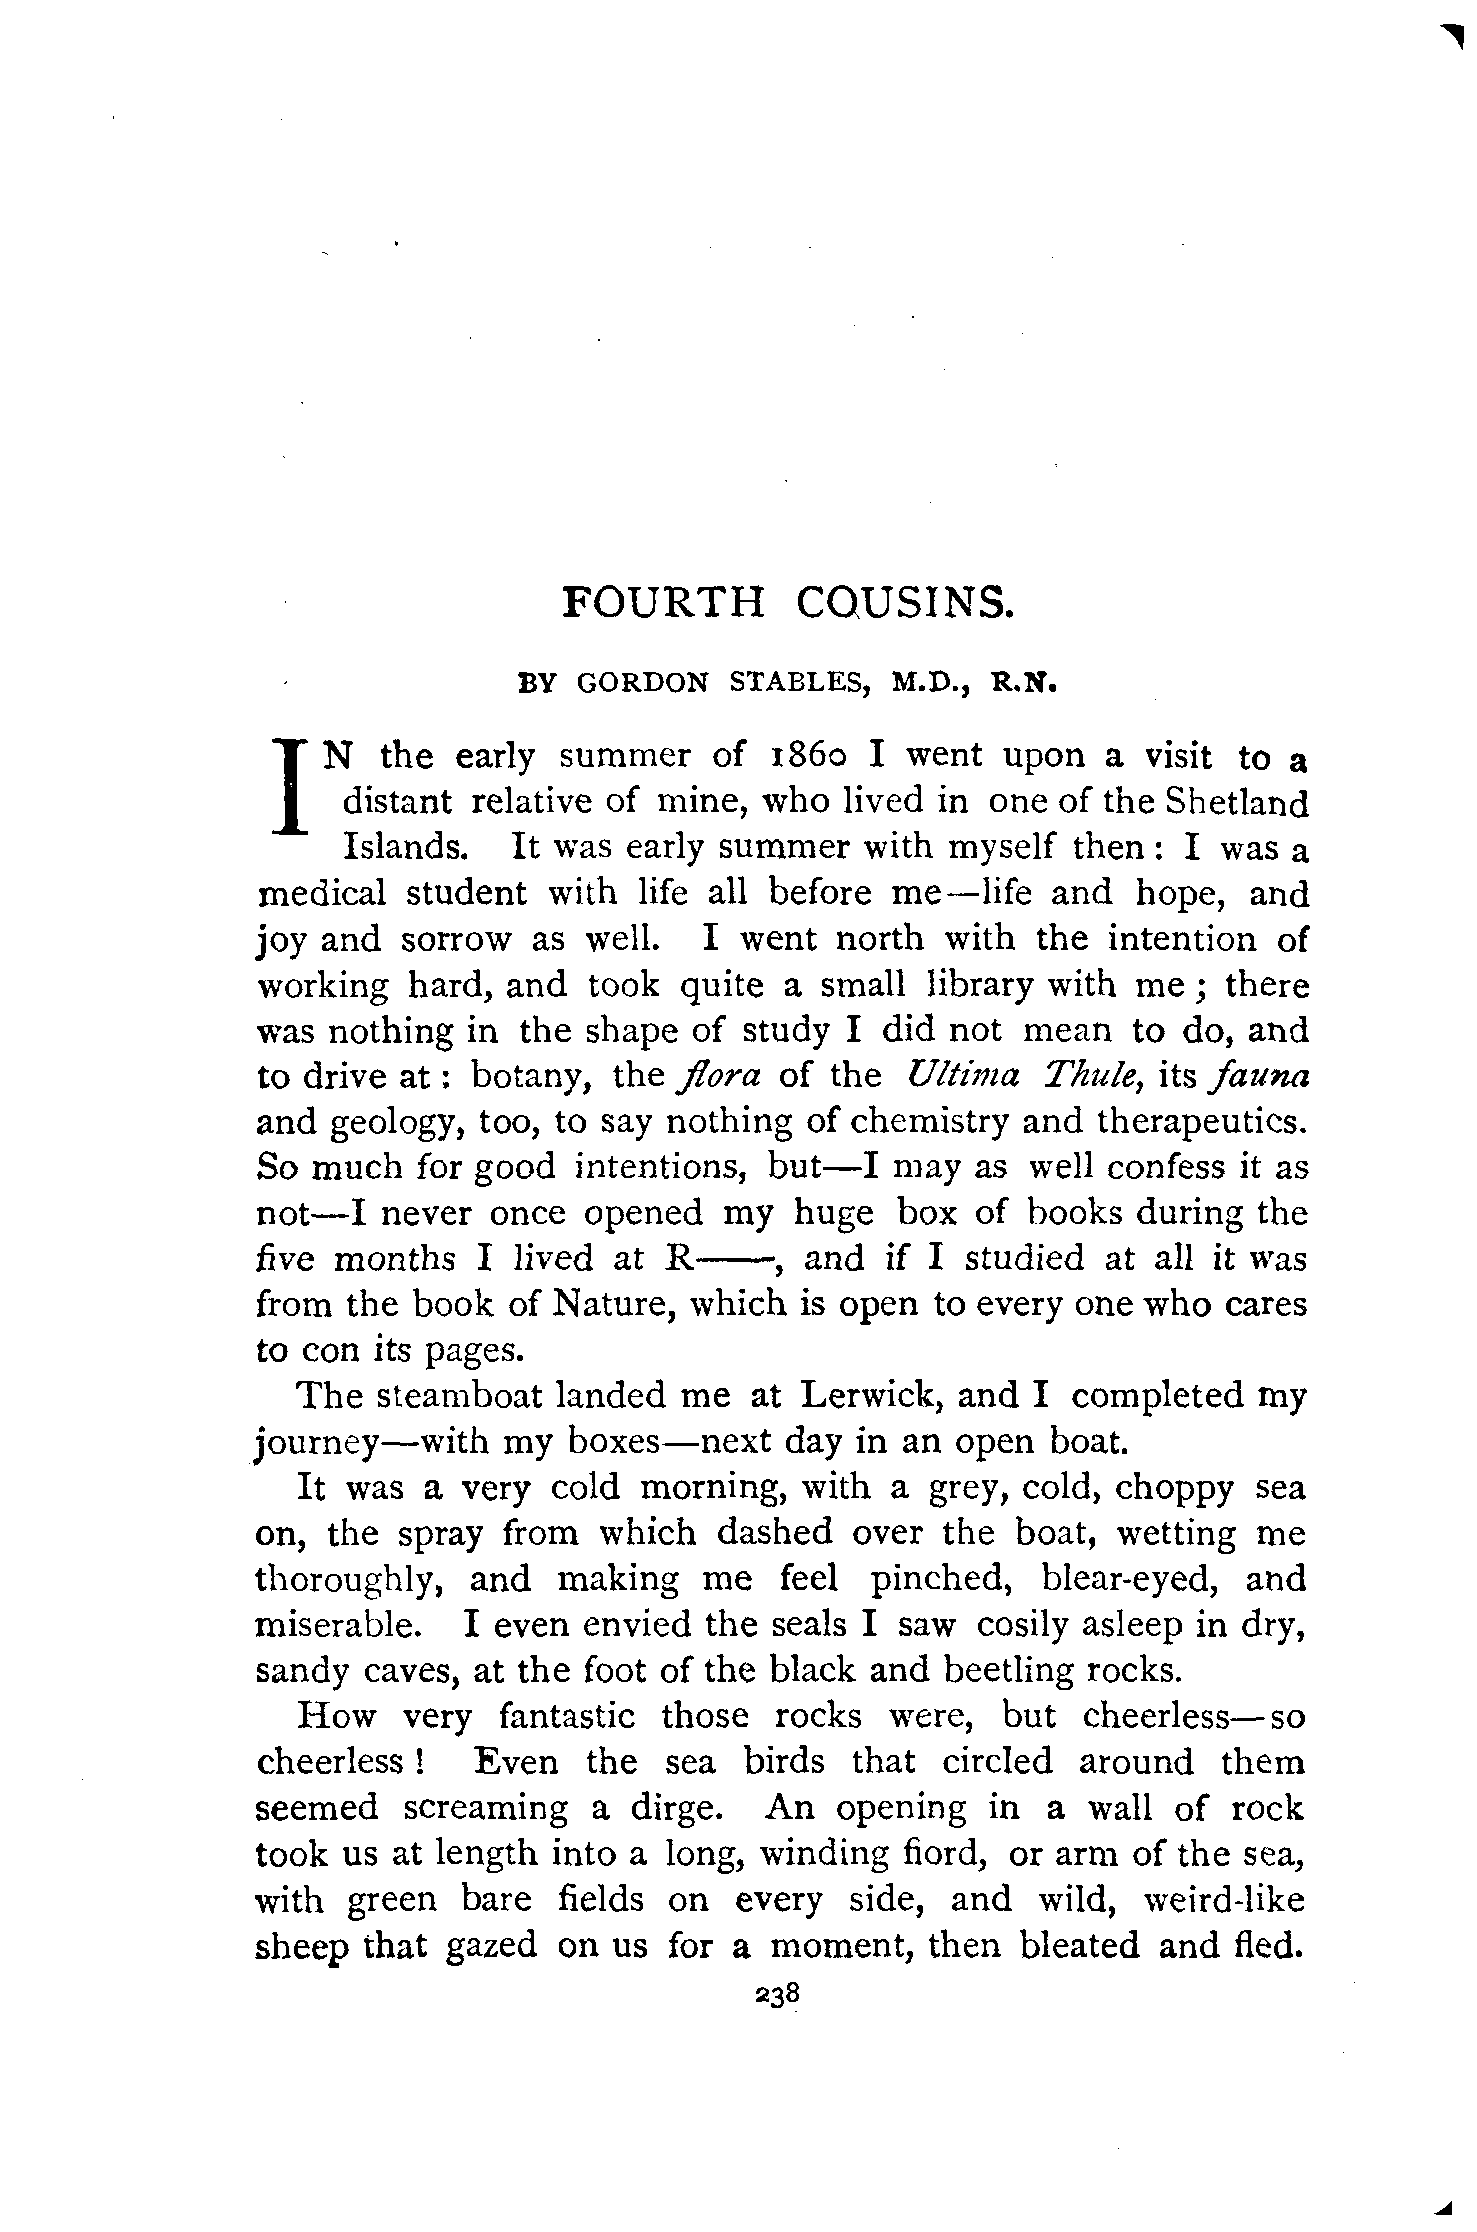 FOURTH COUSINS.
BY GORDON STABLES, M.D., R.N.
IN the early summer of 1860 I went upon a visit to a
distant relative of mine, who lived in one of the Shetland
Islands. It was early summer with myself then : I was a
medical student with life all before me—life and hope, and
joy and sorrow as well. I went north with the intention of
working hard, and took quite a small library with me ; there
was nothing in the shape of study I did not mean to do, and
to drive at : botany, the flora of the Ultima Thule, its fauna
and geology, too, to say nothing of chemistry and therapeutics.
So much for good intentions, but—I may as well confess it as
not—I never once opened my huge box of books during the
five months I lived at R——, and if I studied at all it was
from the book of Nature, which is open to every one who cares
to con its pages.
The steamboat landed me at Lerwick, and I completed my
journey—with my boxes—next day in an open boat.
It was a very cold morning, with a grey, cold, choppy sea
on, the spray from which dashed over the boat, wetting me
thoroughly, and making me feel pinched, blear-eyed, and
miserable. I even envied the seals I saw cosily asleep in dry,
sandy caves, at the foot of the black and beetling rocks.
How very fantastic those rocks were, but cheerless—so
cheerless ! Even the sea birds that circled around them
seemed screaming a dirge. An opening in a wall of rock
took us at length into a long, winding fiord, or arm of the sea,
with green bare fields on every side, and wild, weird-like
sheep that gazed on us for a moment, then bleated and fled.
238